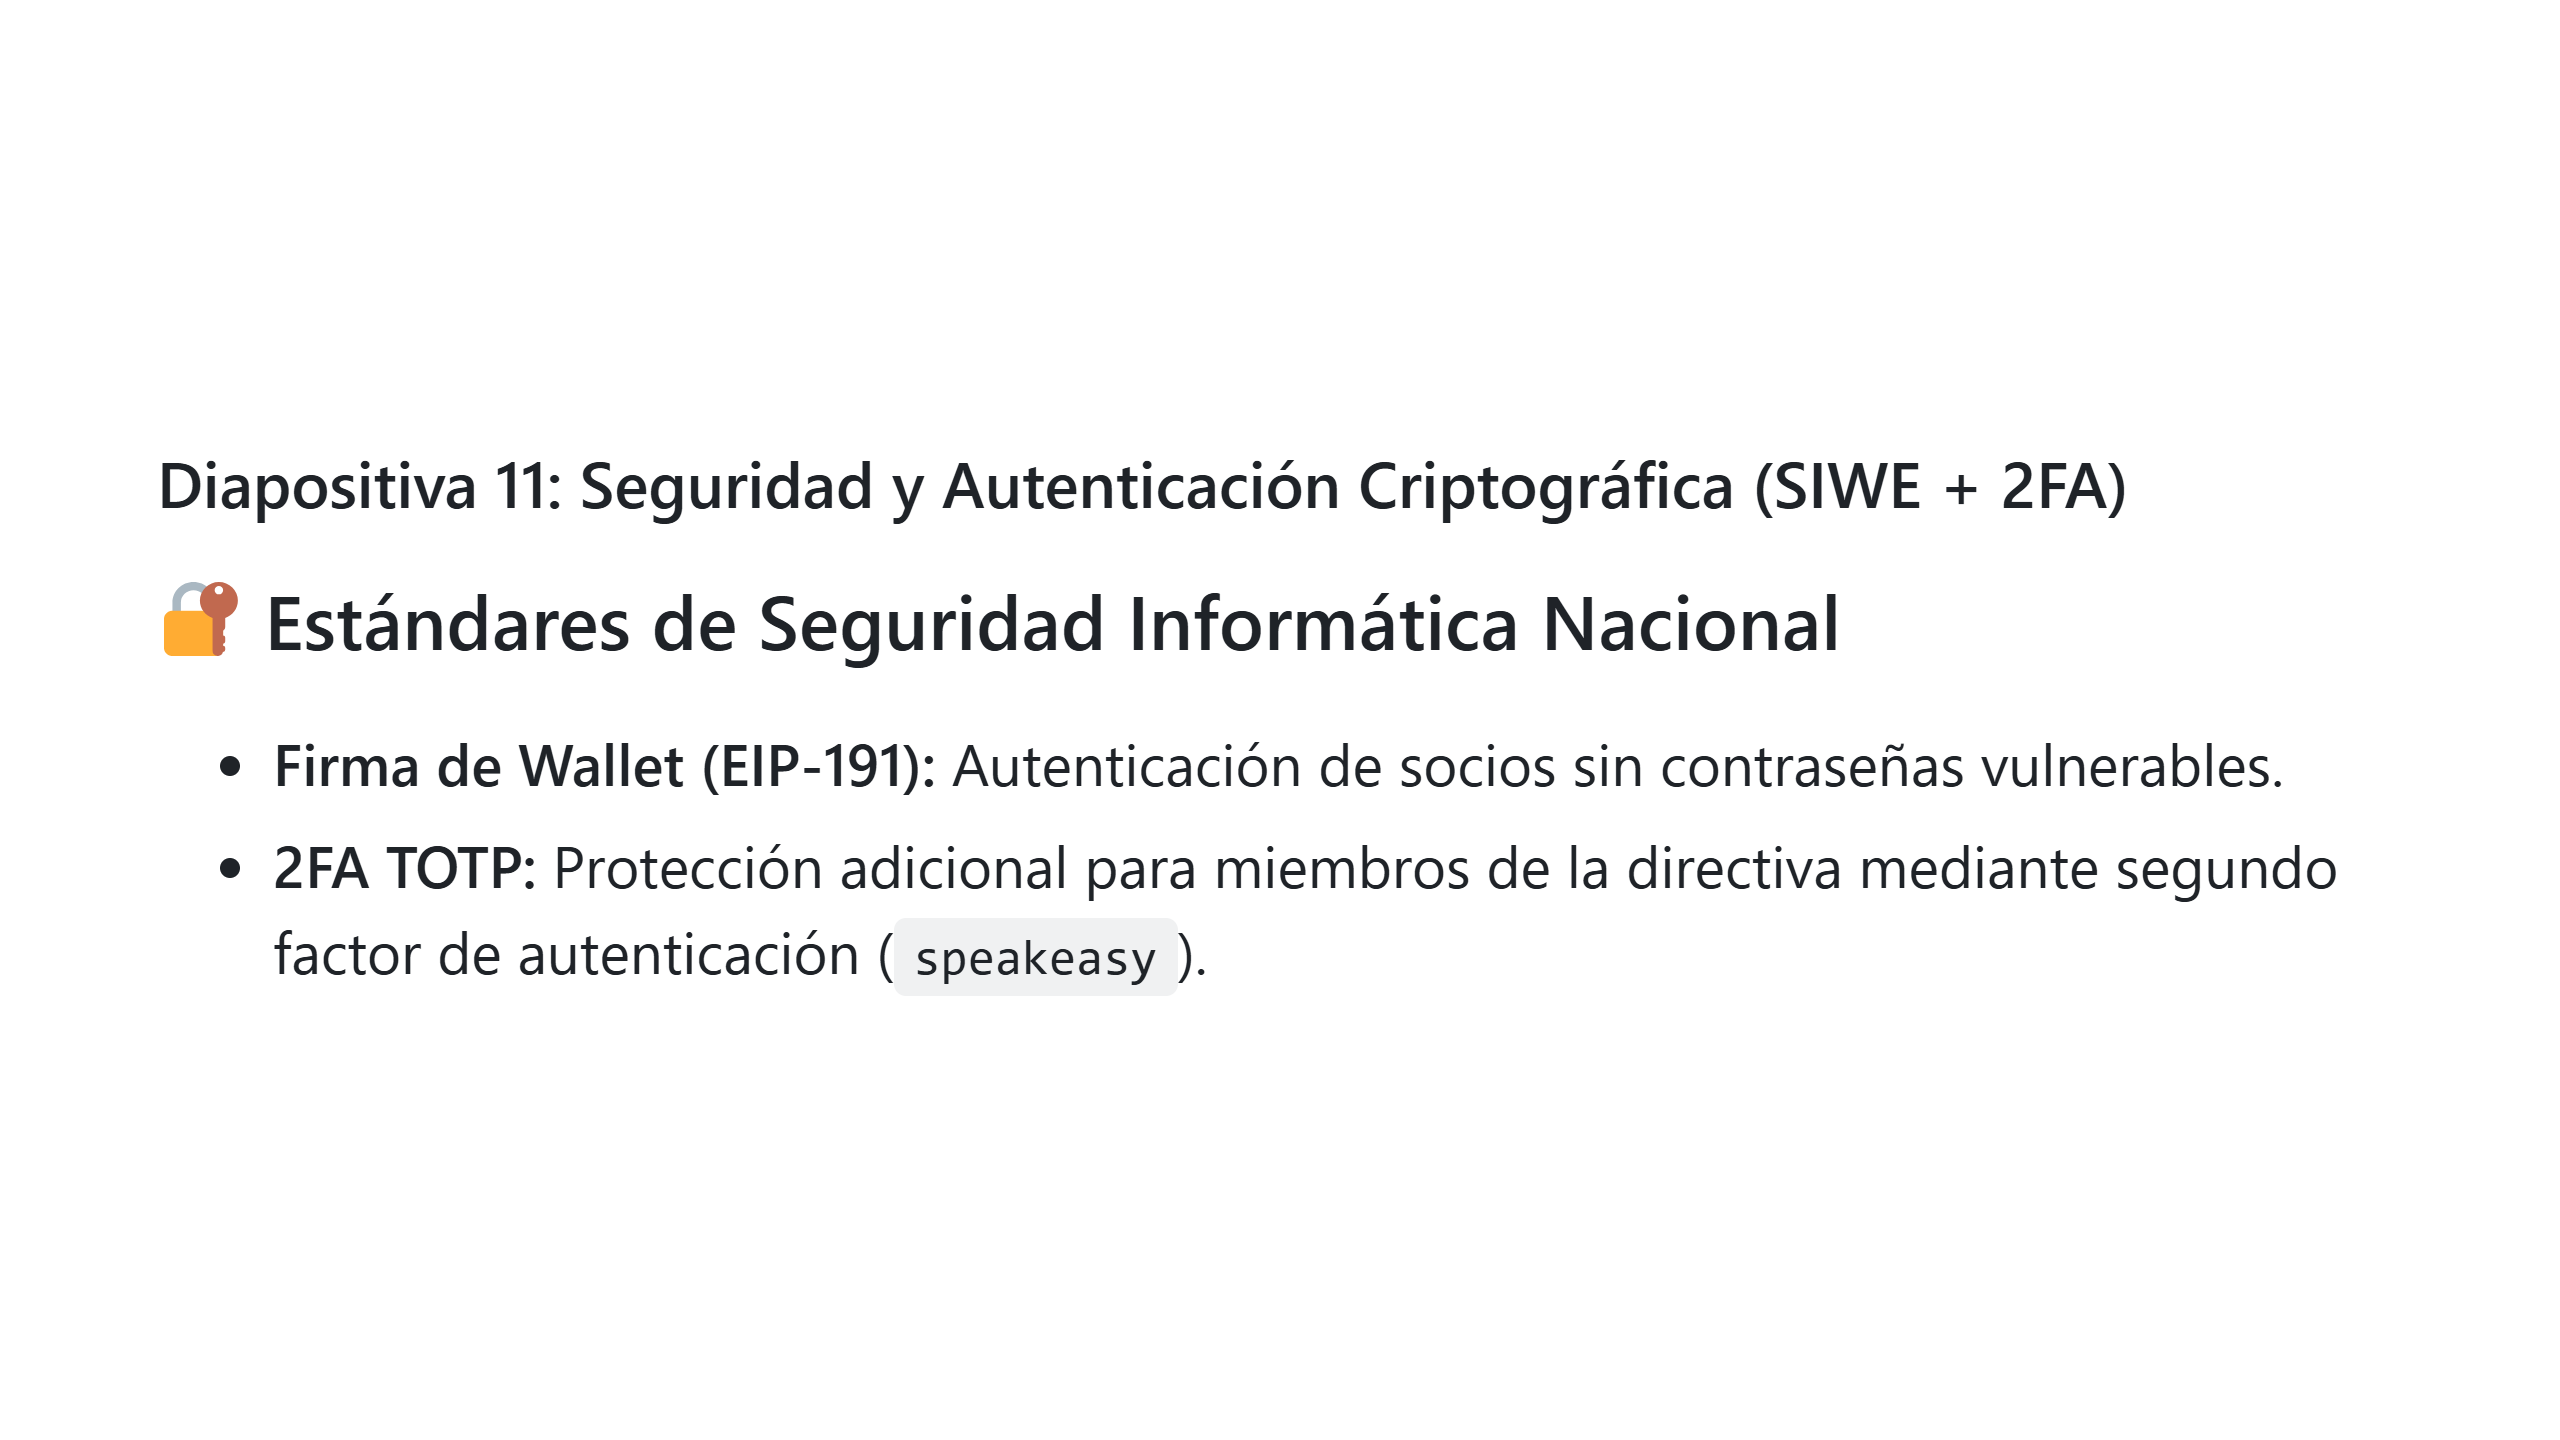 Diapositiva 11: Seguridad y Autenticación Criptográfica (SIWE + 2FA)
🔐 Estándares de Seguridad Informática Nacional
• Firma de Wallet (EIP-191): Autenticación de socios sin contraseñas vulnerables.
• 2FA TOTP: Protección adicional para miembros de la directiva mediante segundo
factor de autenticación ( speakeasy ).